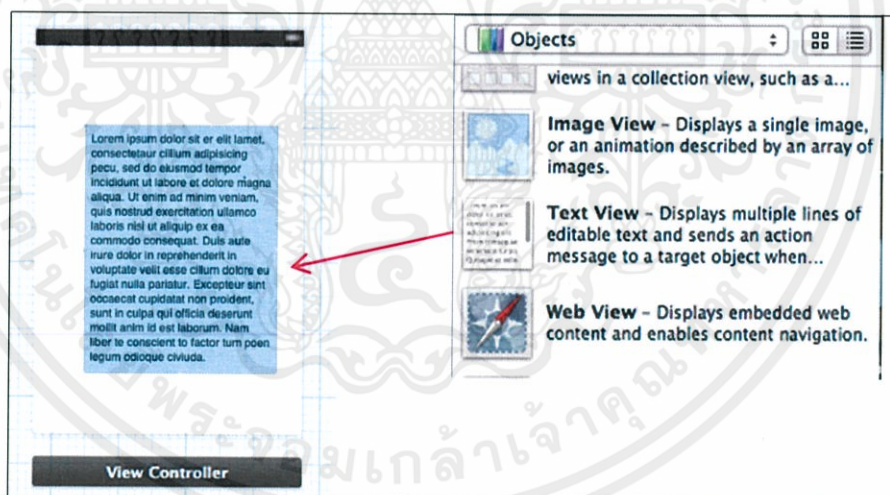 Objects
views in a collection view, such as a...
Image View – Displays a single image,
or an animation described by an array of
images.
Text View – Displays multiple lines of
editable text and sends an action
message to a target object when...
Web View – Displays embedded web
content and enables content navigation.
Lorem ipsum dolor sit er elit lamet,
consectetaur cillium adipisicing
pecu, sed do eiusmod tempor
incididunt ut labore et dolore magna
aliqua. Ut enim ad minim veniam,
quis nostrud exercitation ullamco
laboris nisi ut aliquip ex ea
commodo consequat. Duis aute
irure dolor in reprehenderit in
voluptate velit esse cillum dolore eu
fugiat nulla pariatur. Excepteur sint
occaecat cupidatat non proident,
sunt in culpa qui officia deserunt
mollit anim id est laborum. Nam
liber te conscient to factor tum poen
legum odioque civiuda.
View Controller